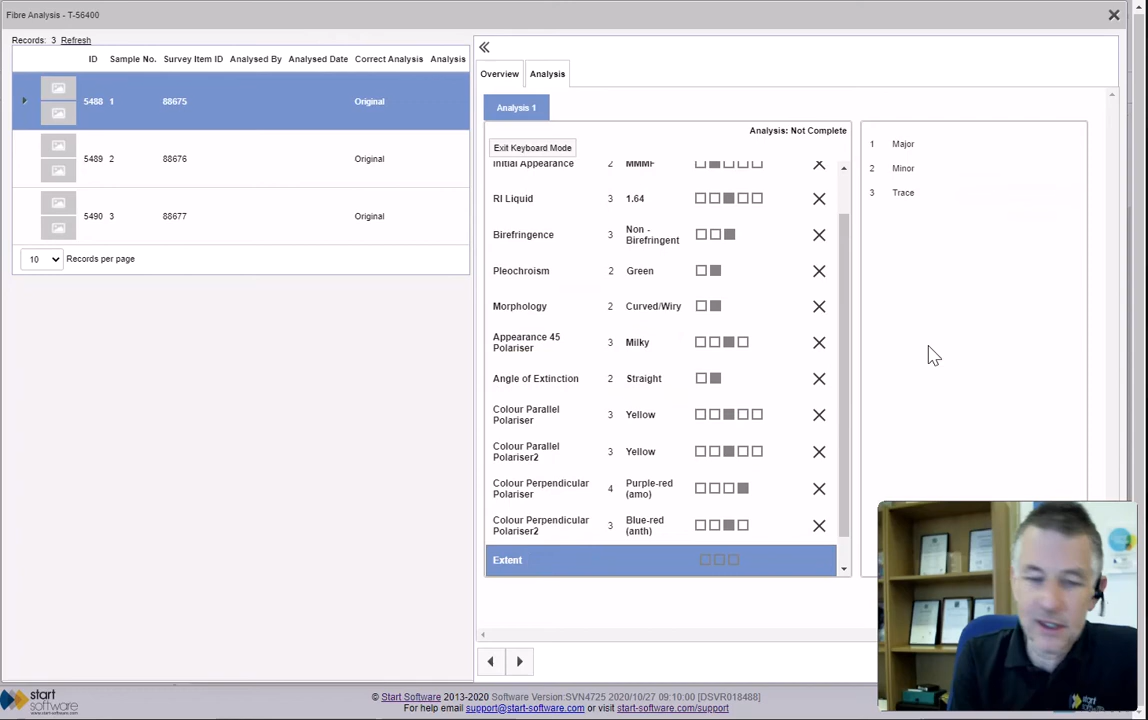 Fibre Analysis - T-56400
Records: 3 Refresh
ID Sample No. Survey Item ID Analysed By Analysed Date Correct Analysis Analysis
5488 1 88675 Original
5489 2 88676 Original
5490 3 88677 Original
10 Records per page
Overview Analysis
Analysis 1
Analysis: Not Complete
Exit Keyboard Mode
Initial Appearance 2 MMMF
RI Liquid 3 1.64
Birefringence 3 Non -
Birefringent
Pleochroism 2 Green
Morphology 2 Curved/Wiry
Appearance 45
Polariser 3 Milky
Angle of Extinction 2 Straight
Colour Parallel
Polariser 3 Yellow
Colour Parallel
Polariser2 3 Yellow
Colour Perpendicular
Polariser 4 Purple-red
(amo)
Colour Perpendicular
Polariser2 3 Blue-red
(anth)
Extent
1 Major
2 Minor
3 Trace
start
software
www.start-software.com
© Start Software 2013-2020 Software Version:SVN4725 2020/10/27 09:10:00 [DSVR018488]
For help email support@start-software.com or visit start-software.com/support